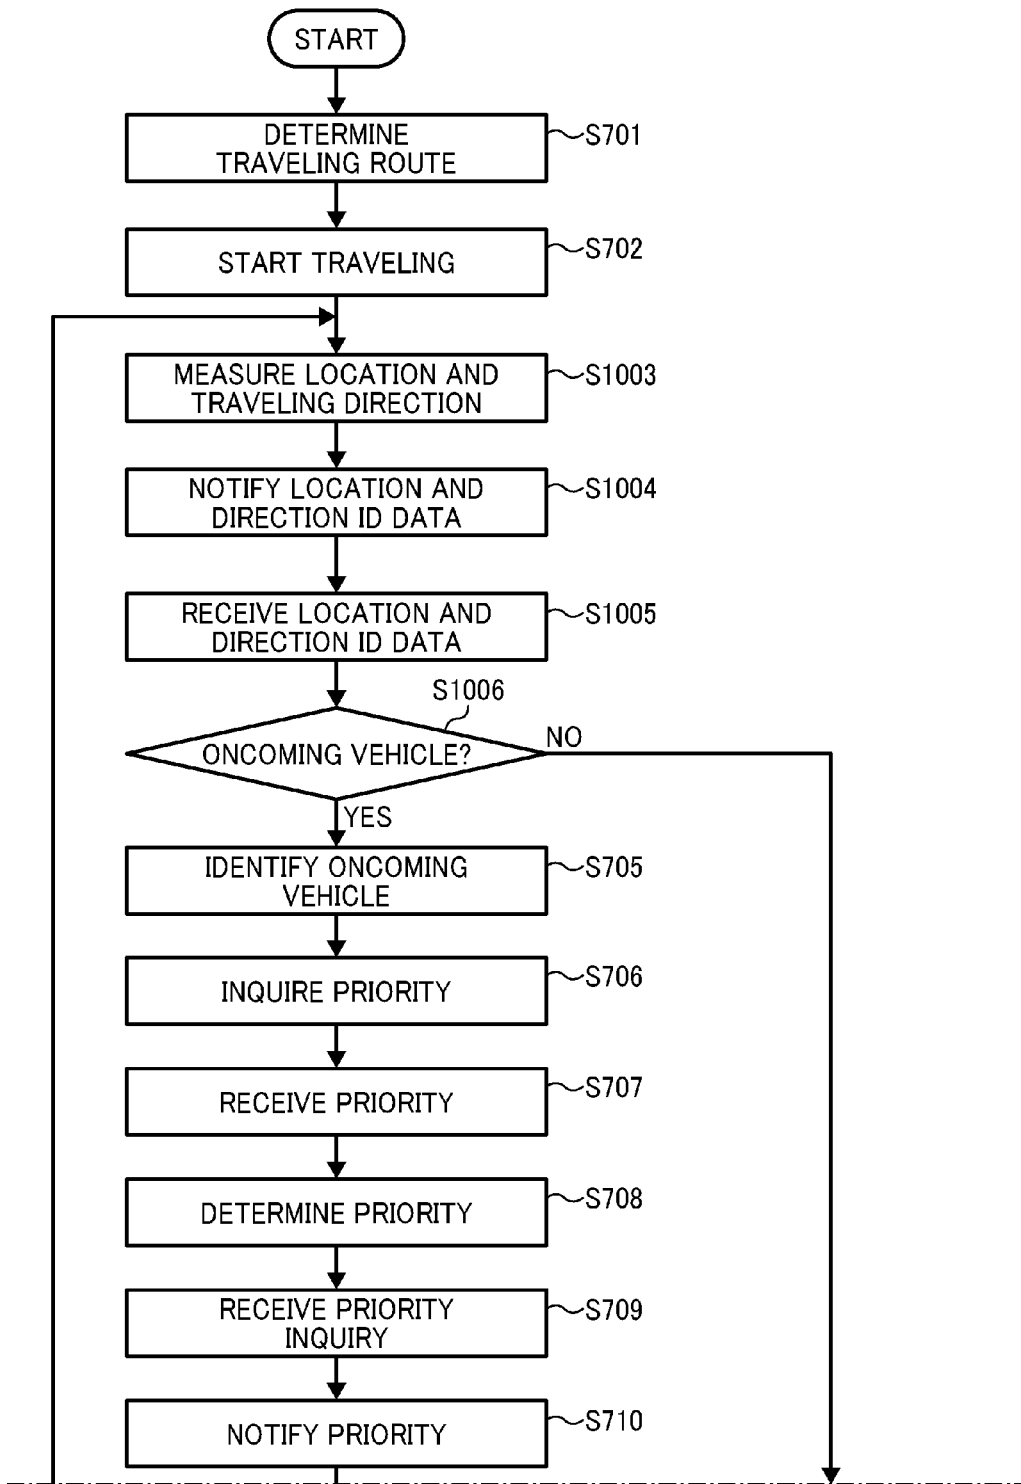 START
DETERMINE
TRAVELING ROUTE
S701
START TRAVELING
S702
MEASURE LOCATION AND
TRAVELING DIRECTION
S1003
NOTIFY LOCATION AND
DIRECTION ID DATA
S1004
RECEIVE LOCATION AND
DIRECTION ID DATA
S1005
S1006
ONCOMING VEHICLE?
NO
YES
IDENTIFY ONCOMING
VEHICLE
S705
INQUIRE PRIORITY
S706
RECEIVE PRIORITY
S707
DETERMINE PRIORITY
S708
RECEIVE PRIORITY
INQUIRY
S709
NOTIFY PRIORITY
S710